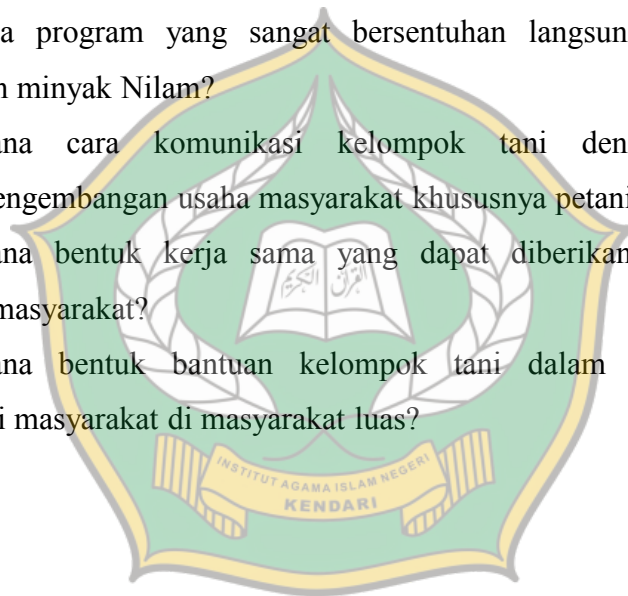 a program yang sangat bersentuhan langsun
n minyak Nilam?
ana cara komunikasi kelompok tani den
engembangan usaha masyarakat khususnya petani
ana bentuk kerja sama yang dapat diberikan
masyarakat?
القرآن الكريم
ana bentuk bantuan kelompok tani dalam
i masyarakat di masyarakat luas?
INSTITUT AGAMA ISLAM NEGERI
KENDARI